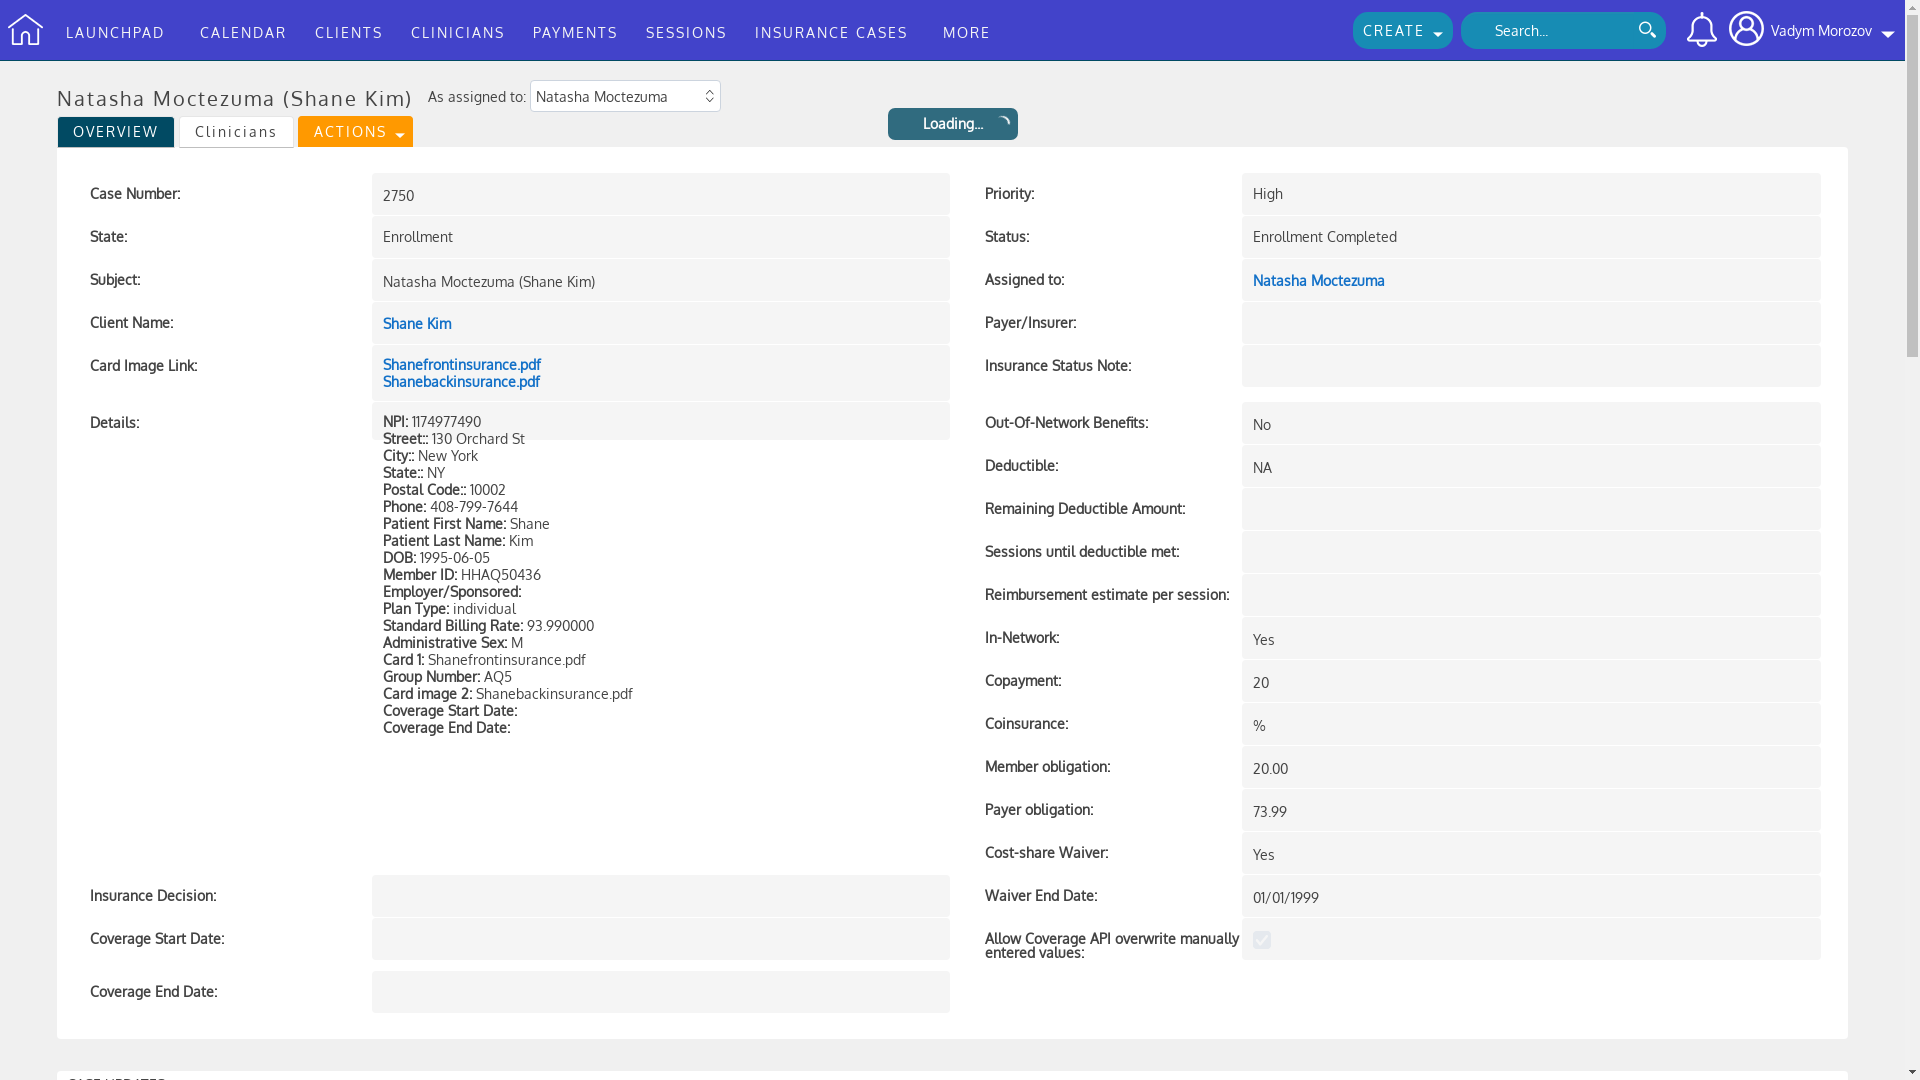 LAUNCHPAD CALENDAR CLIENTS CLINICIANS PAYMENTS SESSIONS INSURANCE CASES MORE CREATE Search... Vadym Morozov
Natasha Moctezuma (Shane Kim) As assigned to: Natasha Moctezuma
Loading...
OVERVIEW Clinicians ACTIONS
Case Number: 2750
Priority: High
State: Enrollment
Status: Enrollment Completed
Subject: Natasha Moctezuma (Shane Kim)
Assigned to: Natasha Moctezuma
Client Name: Shane Kim
Payer/Insurer:
Card Image Link: Shanefrontinsurance.pdf
Shanebackinsurance.pdf
Insurance Status Note:
Details:
NPI: 1174977490
Street:: 130 Orchard St
City:: New York
State:: NY
Postal Code:: 10002
Phone: 408-799-7644
Patient First Name: Shane
Patient Last Name: Kim
DOB: 1995-06-05
Member ID: HHAQ50436
Employer/Sponsored:
Plan Type: individual
Standard Billing Rate: 93.990000
Administrative Sex: M
Card 1: Shanefrontinsurance.pdf
Group Number: AQ5
Card image 2: Shanebackinsurance.pdf
Coverage Start Date:
Coverage End Date:
Out-Of-Network Benefits: No
Deductible: NA
Remaining Deductible Amount:
Sessions until deductible met:
Reimbursement estimate per session:
In-Network: Yes
Copayment: 20
Coinsurance: %
Member obligation: 20.00
Payer obligation: 73.99
Cost-share Waiver: Yes
Insurance Decision:
Waiver End Date: 01/01/1999
Coverage Start Date:
Allow Coverage API overwrite manually
entered values:
Coverage End Date:
CASE UPDATES